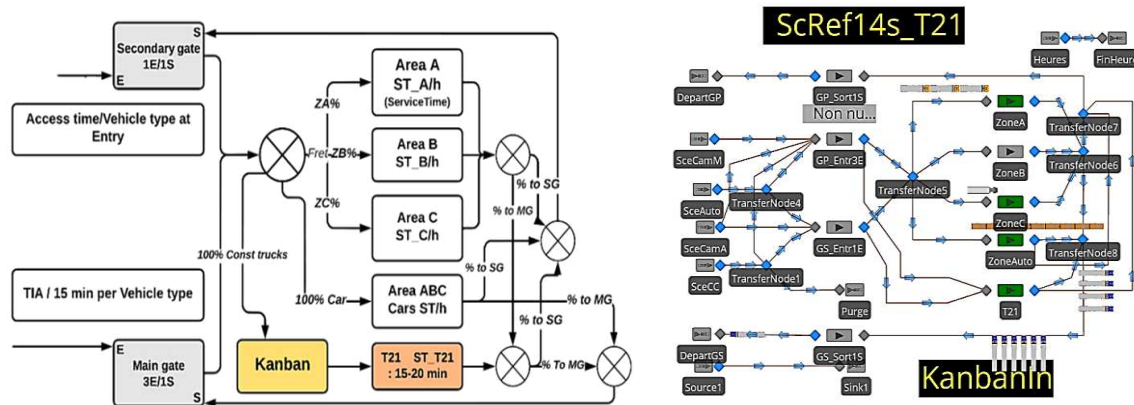 S
Secondary gate
1E/1S
E
Access time/Vehicle type at
Entry
TIA / 15 min per Vehicle type
E
Main gate
3E/1S
S
Area A
ST_A/h
(ServiceTime)
ZA%
Fret
ZB%
Area B
ST_B/h
ZC%
Area C
ST_C/h
100% Const trucks
100% Car
Area ABC
Cars ST/h
% to SG
% to MG
% to SG
% to MG
% to SG
% To MG
Kanban
T21 ST_T21
: 15-20 min
ScRef14s_T21
Heures
FinHeure
DepartGP
GP_Sort1S
Non nu...
ZoneA
TransferNode7
SceCamM
GP_Entr3E
ZoneB
TransferNode6
TransferNode5
SceAuto
TransferNode4
ZoneC
SceCamA
GS_Entr1E
ZoneAuto
TransferNode8
SceCC
TransferNode1
Purge
T21
DepartGS
GS_Sort1S
Source1
Sink1
KanbanIn